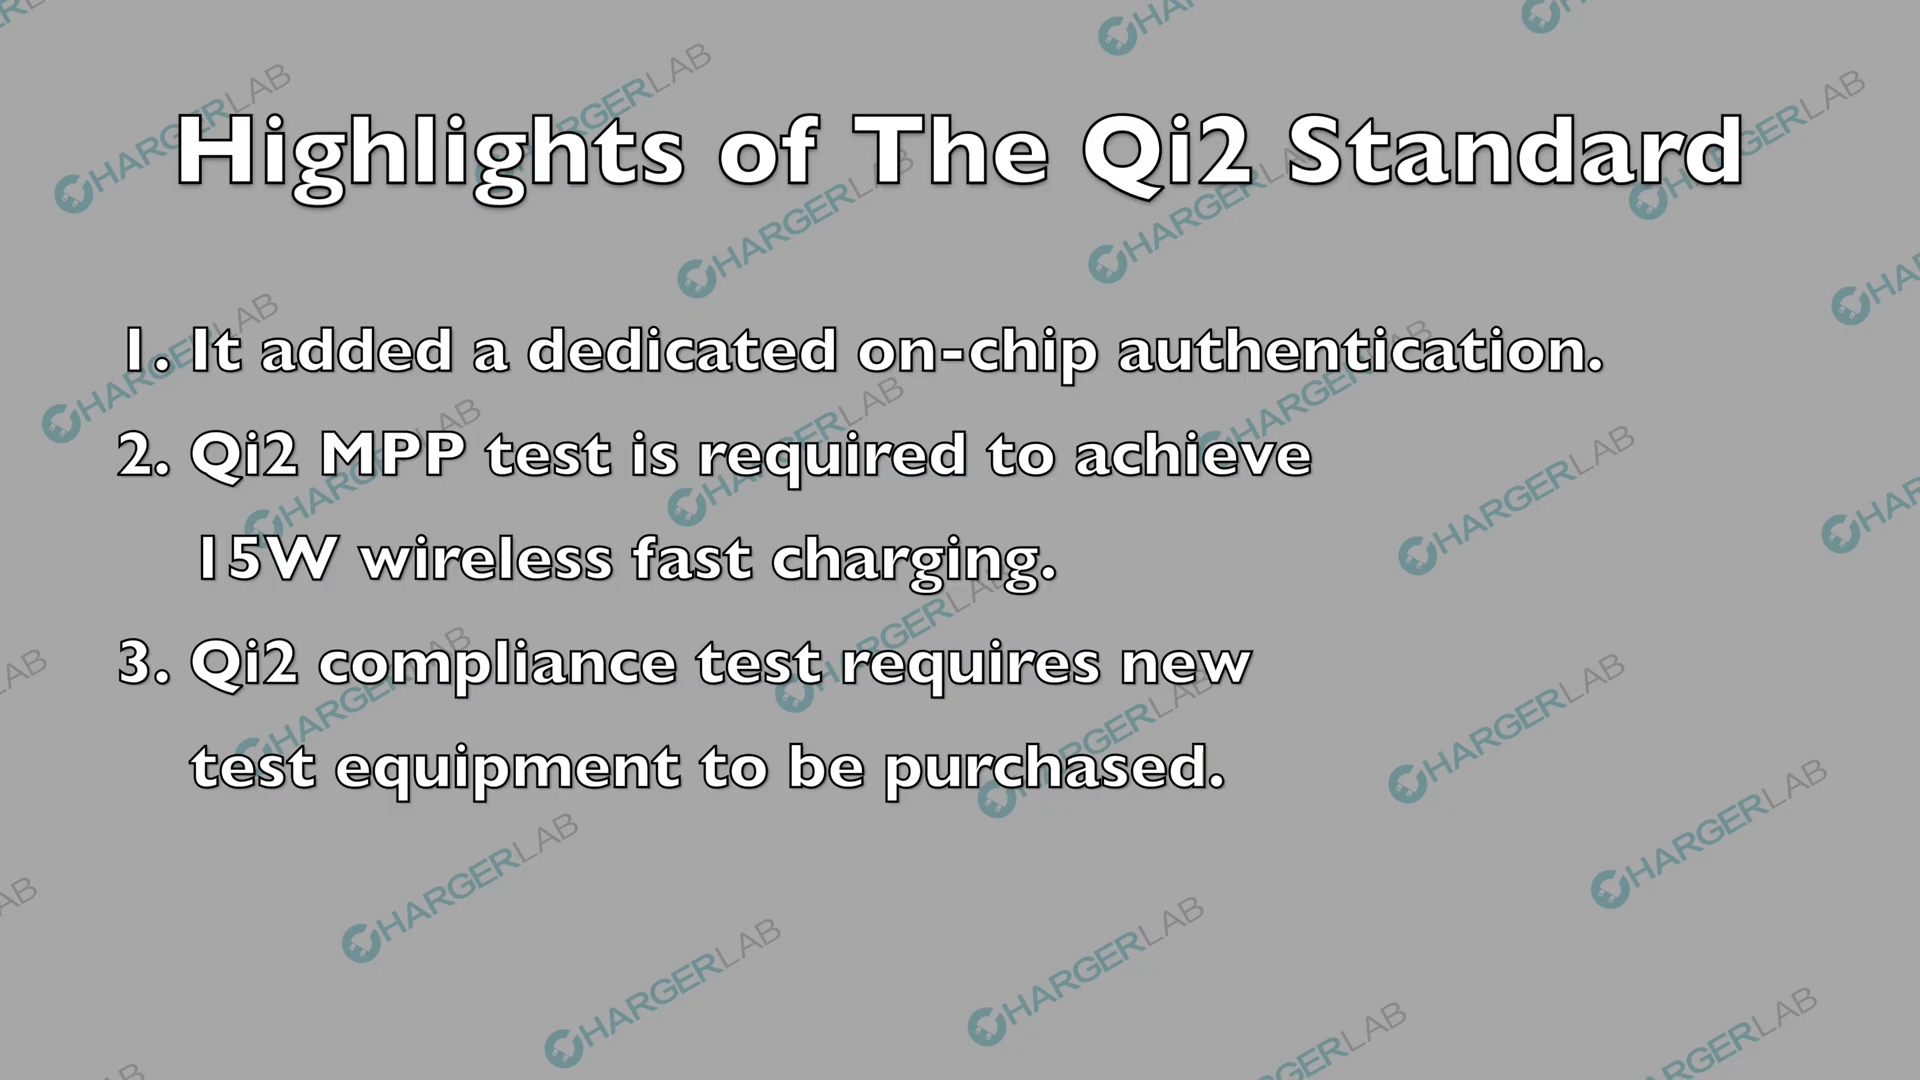 Highlights of The Qi2 Standard
1. It added a dedicated on-chip authentication.
2. Qi2 MPP test is required to achieve
15W wireless fast charging.
3. Qi2 compliance test requires new
test equipment to be purchased.
CHARGERLAB